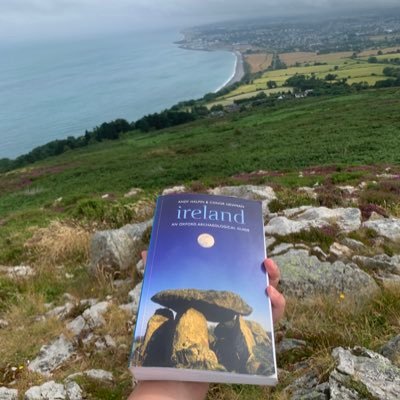 ANDY HALPIN & CONOR NEWMAN
ireland
AN OXFORD ARCHAEOLOGICAL GUIDE